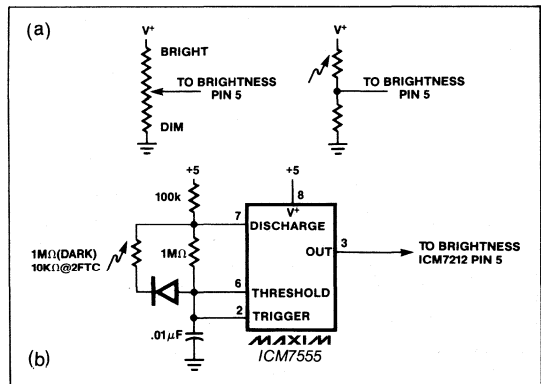 (a)
V+
V+
BRIGHT
TO BRIGHTNESS
PIN 5
TO BRIGHTNESS
PIN 5
DIM
+5
+5
100k
8
V+
7
DISCHARGE
1MΩ(DARK)
10KΩ@2FTC
1MΩ
OUT
3
TO BRIGHTNESS
ICM7212 PIN 5
6
THRESHOLD
2
TRIGGER
.01µF
MAXIM
ICM7555
(b)